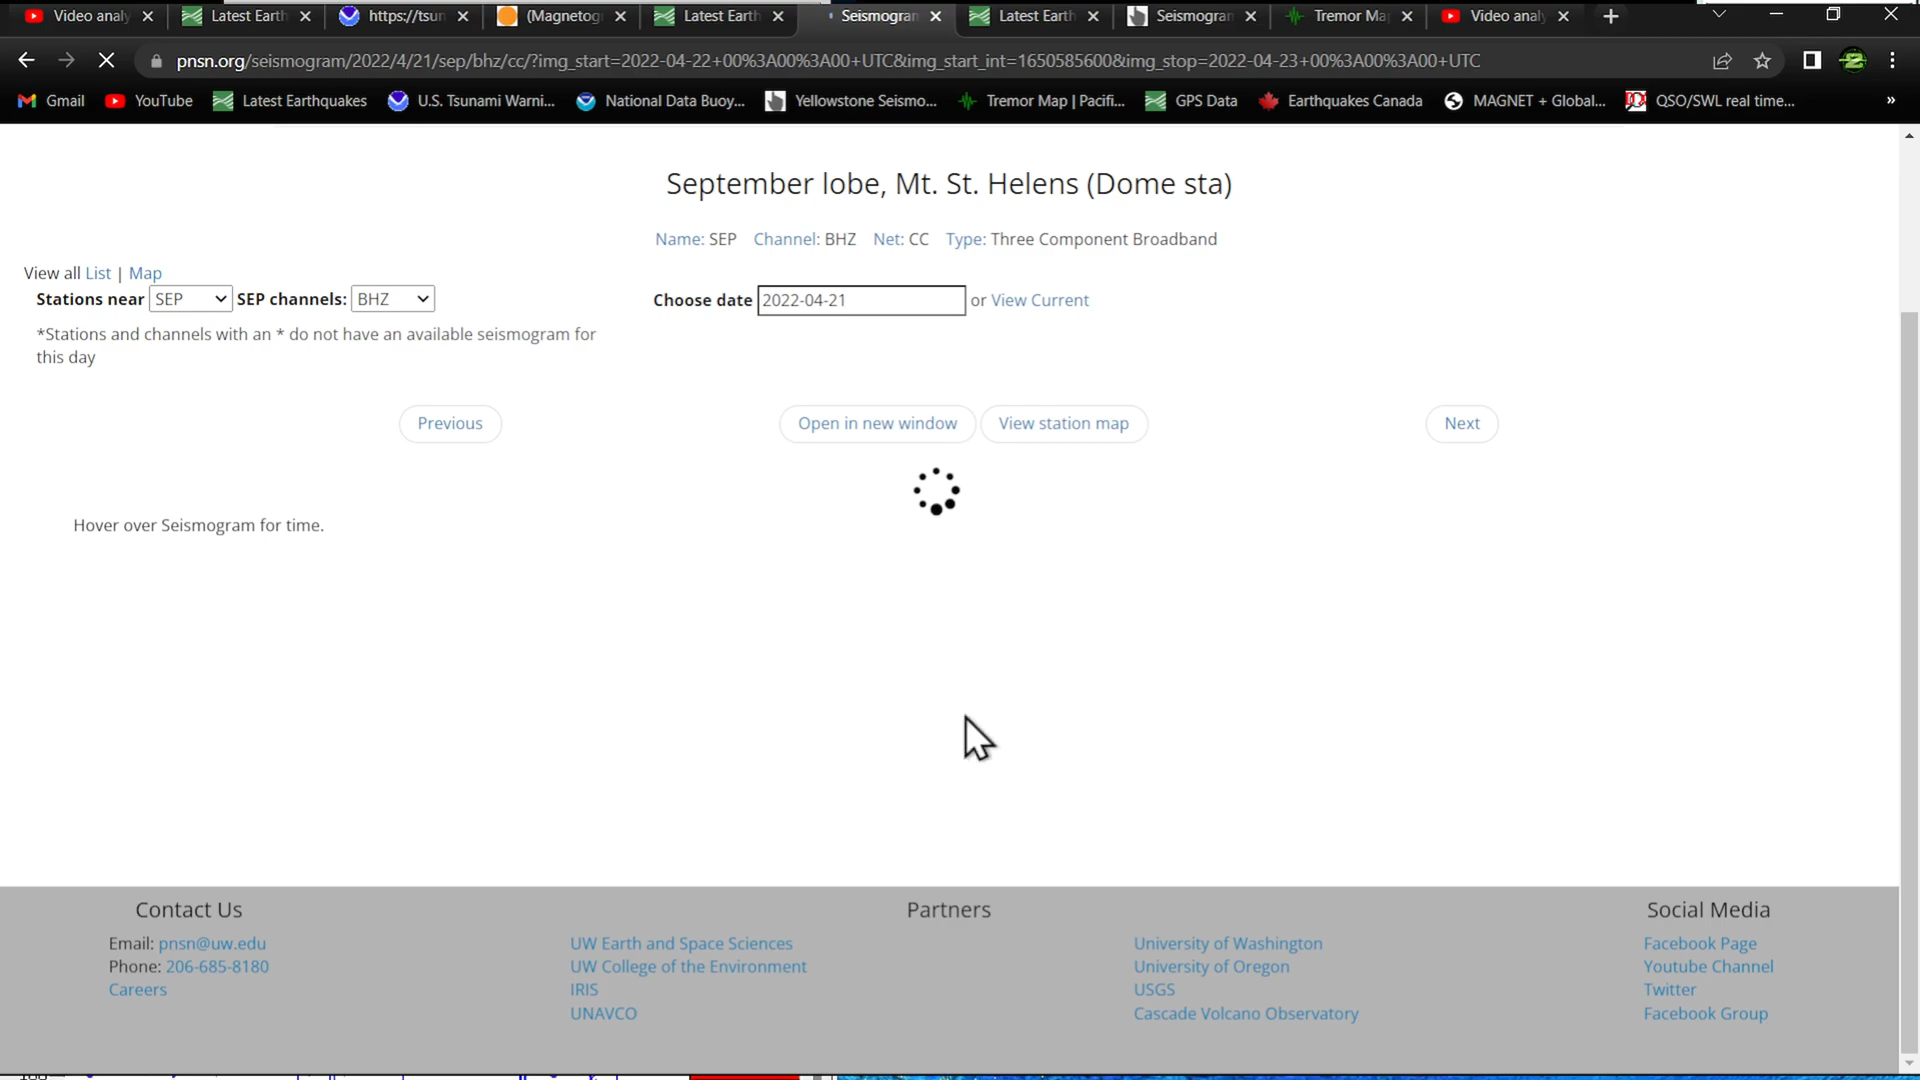 Video analy
Latest Earth
https://tsun
(Magnetog
Latest Earth
Seismogram
Latest Earth
Seismogram
Tremor Map
Video analy
pnsn.org/seismogram/2022/4/21/sep/bhz/cc/?img_start=2022-04-22+00%3A00%3A00+UTC&img_start_int=1650585600&img_stop=2022-04-23+00%3A00%3A00+UTC
Gmail YouTube Latest Earthquakes U.S. Tsunami Warni... National Data Buoy... Yellowstone Seismo... Tremor Map | Pacifi... GPS Data Earthquakes Canada MAGNET + Global... QSO/SWL real time... »
September lobe, Mt. St. Helens (Dome sta)
Name: SEP Channel: BHZ Net: CC Type: Three Component Broadband
View all List | Map
Stations near SEP SEP channels: BHZ
Choose date 2022-04-21 or View Current
*Stations and channels with an * do not have an available seismogram for
this day
Previous Open in new window View station map Next
Hover over Seismogram for time.
Contact Us
Email: pnsn@uw.edu
Phone: 206-685-8180
Careers
Partners
UW Earth and Space Sciences
UW College of the Environment
IRIS
UNAVCO
University of Washington
University of Oregon
USGS
Cascade Volcano Observatory
Social Media
Facebook Page
Youtube Channel
Twitter
Facebook Group